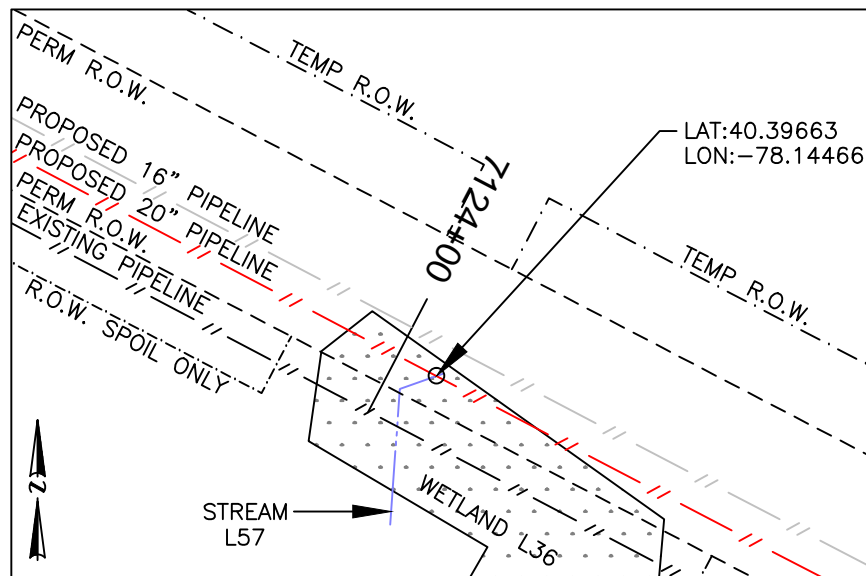 TEMP R.O.W.
PERM R.O.W.
LAT:40.39663
LON:-78.14466
PROPOSED 16" PIPELINE
PROPOSED 20" PIPELINE
PERM R.O.W.
EXISTING PIPELINE
7124+00
TEMP R.O.W.
R.O.W. SPOIL ONLY
STREAM
L57
WETLAND L36
N